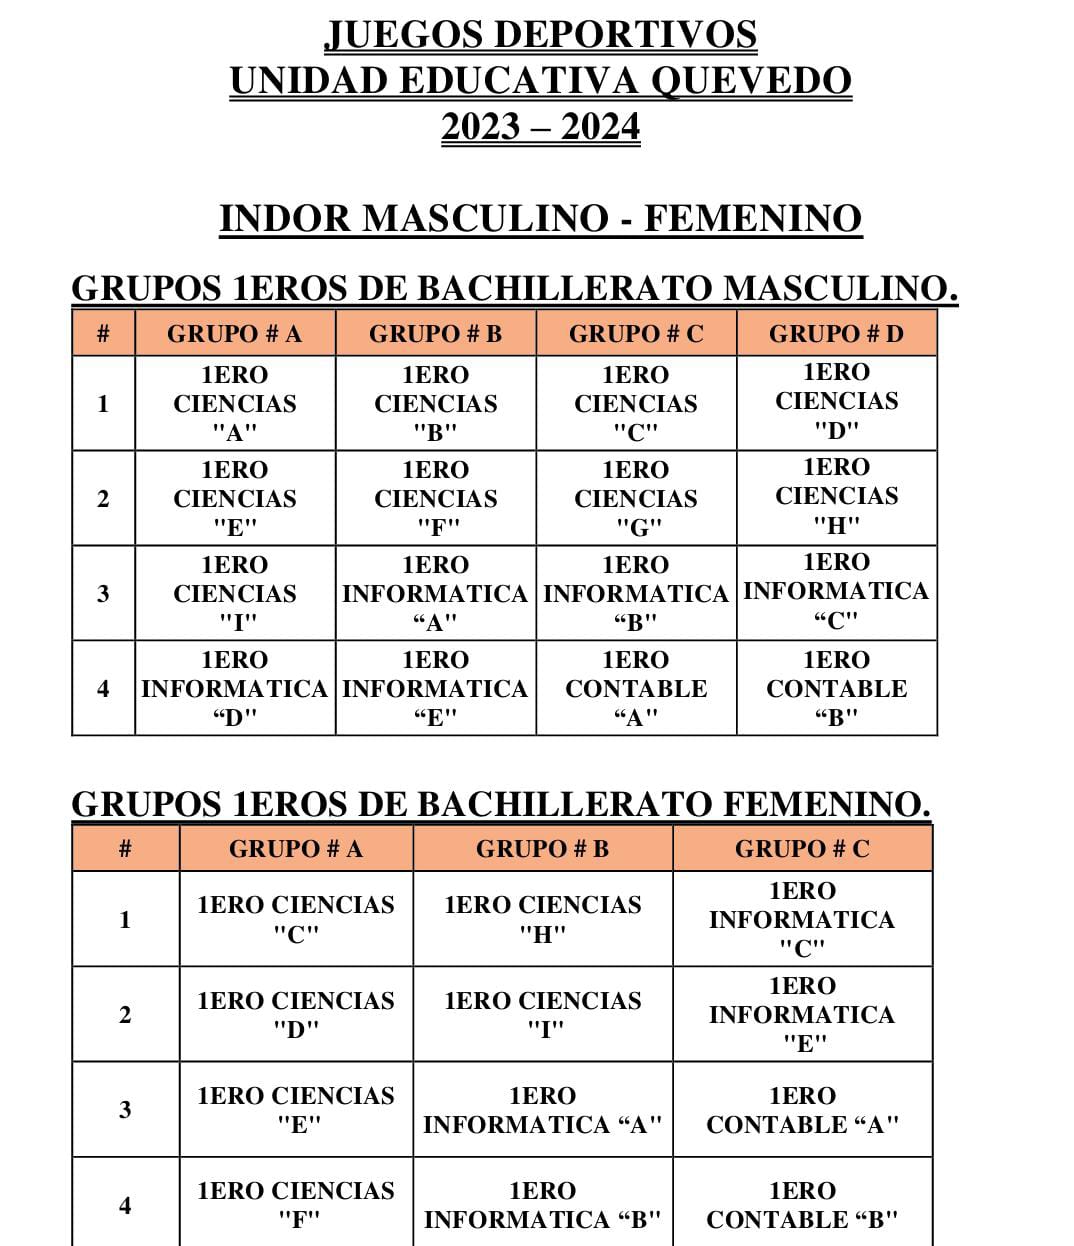 JUEGOS DEPORTIVOS
UNIDAD EDUCATIVA QUEVEDO
2023 – 2024
INDOR MASCULINO - FEMENINO
GRUPOS 1EROS DE BACHILLERATO MASCULINO.
# GRUPO # A GRUPO # B GRUPO # C GRUPO # D
1ERO 1ERO 1ERO 1ERO
1 CIENCIAS CIENCIAS CIENCIAS CIENCIAS
"A" "B" "C" "D"
1ERO 1ERO 1ERO 1ERO
2 CIENCIAS CIENCIAS CIENCIAS CIENCIAS
"E" "F" "G" "H"
1ERO 1ERO 1ERO 1ERO
3 CIENCIAS INFORMATICA INFORMATICA INFORMATICA
"I" “A" “B" “C"
1ERO 1ERO 1ERO 1ERO
4 INFORMATICA INFORMATICA CONTABLE CONTABLE
“D" “E" “A" “B"
GRUPOS 1EROS DE BACHILLERATO FEMENINO.
# GRUPO # A GRUPO # B GRUPO # C
1ERO CIENCIAS 1ERO CIENCIAS 1ERO
1 INFORMATICA
"C" "H" "C"
1ERO CIENCIAS 1ERO CIENCIAS 1ERO
2 INFORMATICA
"D" "I" "E"
1ERO CIENCIAS 1ERO 1ERO
3
"E" INFORMATICA “A" CONTABLE “A"
1ERO CIENCIAS 1ERO 1ERO
4
"F" INFORMATICA “B" CONTABLE “B"